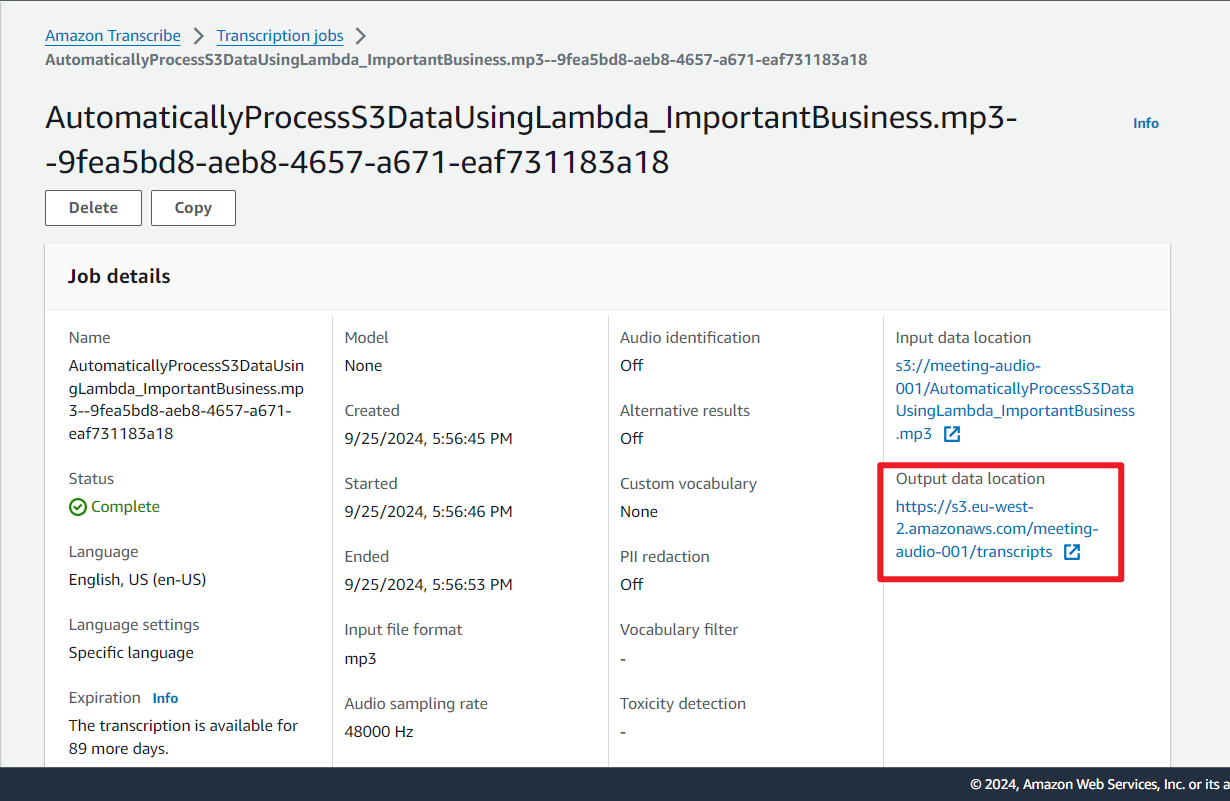 Amazon Transcribe > Transcription jobs >
AutomaticallyProcessS3DataUsingLambda_ImportantBusiness.mp3--9fea5bd8-aeb8-4657-a671-eaf731183a18
AutomaticallyProcessS3DataUsingLambda_ImportantBusiness.mp3-
-9fea5bd8-aeb8-4657-a671-eaf731183a18
Info
Delete
Copy
Job details
Name
AutomaticallyProcessS3DataUsin
gLambda_ImportantBusiness.mp
3--9fea5bd8-aeb8-4657-a671-
eaf731183a18
Status
Complete
Language
English, US (en-US)
Language settings
Specific language
Expiration Info
The transcription is available for
89 more days.
Model
None
Created
9/25/2024, 5:56:45 PM
Started
9/25/2024, 5:56:46 PM
Ended
9/25/2024, 5:56:53 PM
Input file format
mp3
Audio sampling rate
48000 Hz
Audio identification
Off
Alternative results
Off
Custom vocabulary
None
PII redaction
Off
Vocabulary filter
-
Toxicity detection
-
Input data location
s3://meeting-audio-
001/AutomaticallyProcessS3Data
UsingLambda_ImportantBusiness
.mp3
Output data location
https://s3.eu-west-
2.amazonaws.com/meeting-
audio-001/transcripts
© 2024, Amazon Web Services, Inc. or its a